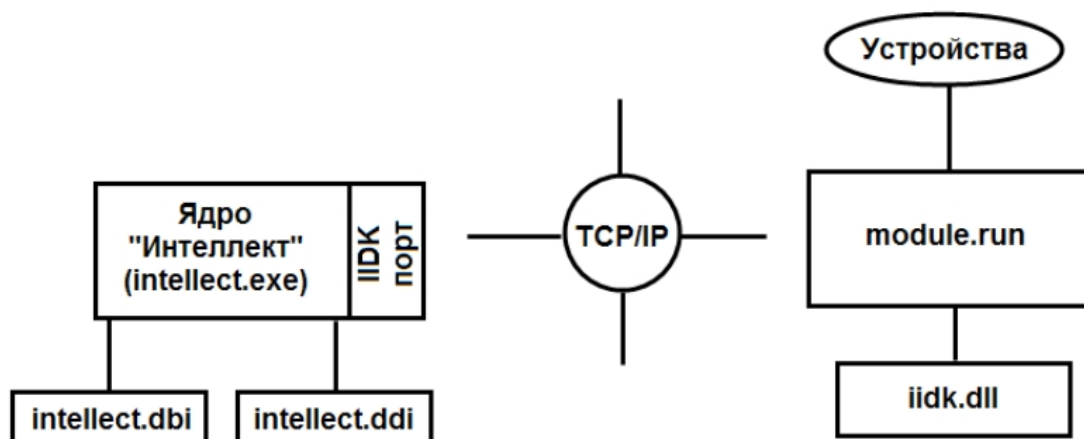 Устройства
Ядро
"Интеллект"
(intellect.exe)
IIDK
порт
TCP/IP
module.run
intellect.dbi
intellect.ddi
iidk.dll